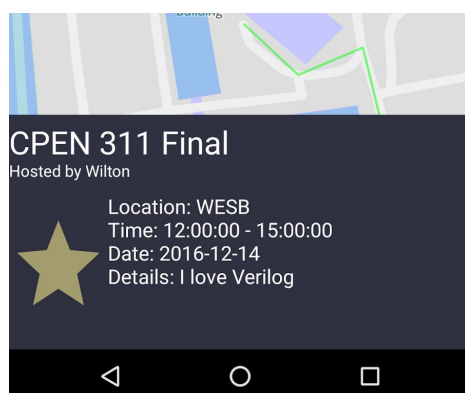 Building
CPEN 311 Final
Hosted by Wilton
Location: WESB
Time: 12:00:00 - 15:00:00
Date: 2016-12-14
Details: I love Verilog